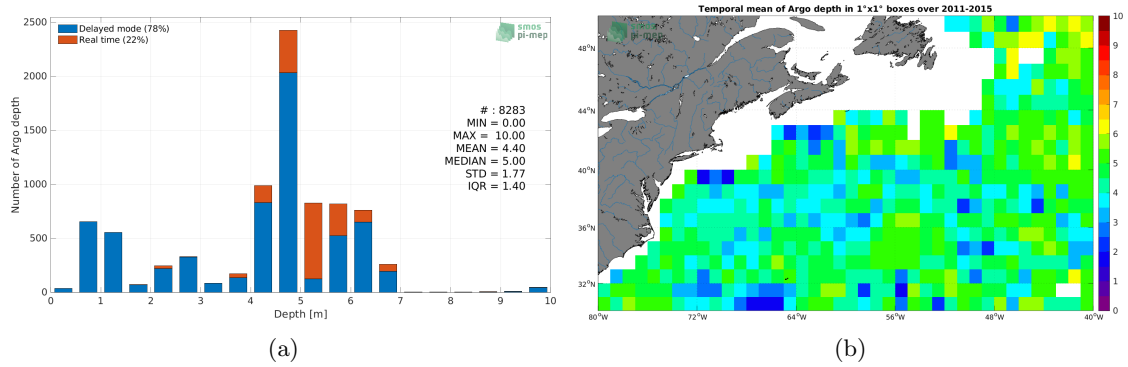 2500
2000
1500
1000
500
0
Number of Argo depth
Delayed mode (78%)
Real time (22%)
smos
pi-mep
# : 8283
MIN = 0.00
MAX = 10.00
MEAN = 4.40
MEDIAN = 5.00
STD = 1.77
IQR = 1.40
0 1 2 3 4 5 6 7 8 9 10
Depth [m]
(a)
Temporal mean of Argo depth in 1°x1° boxes over 2011-2015
smos
pi-mep
48°N
44°N
40°N
36°N
32°N
80°W 72°W 64°W 56°W 48°W 40°W
10
9
8
7
6
5
4
3
2
1
0
(b)